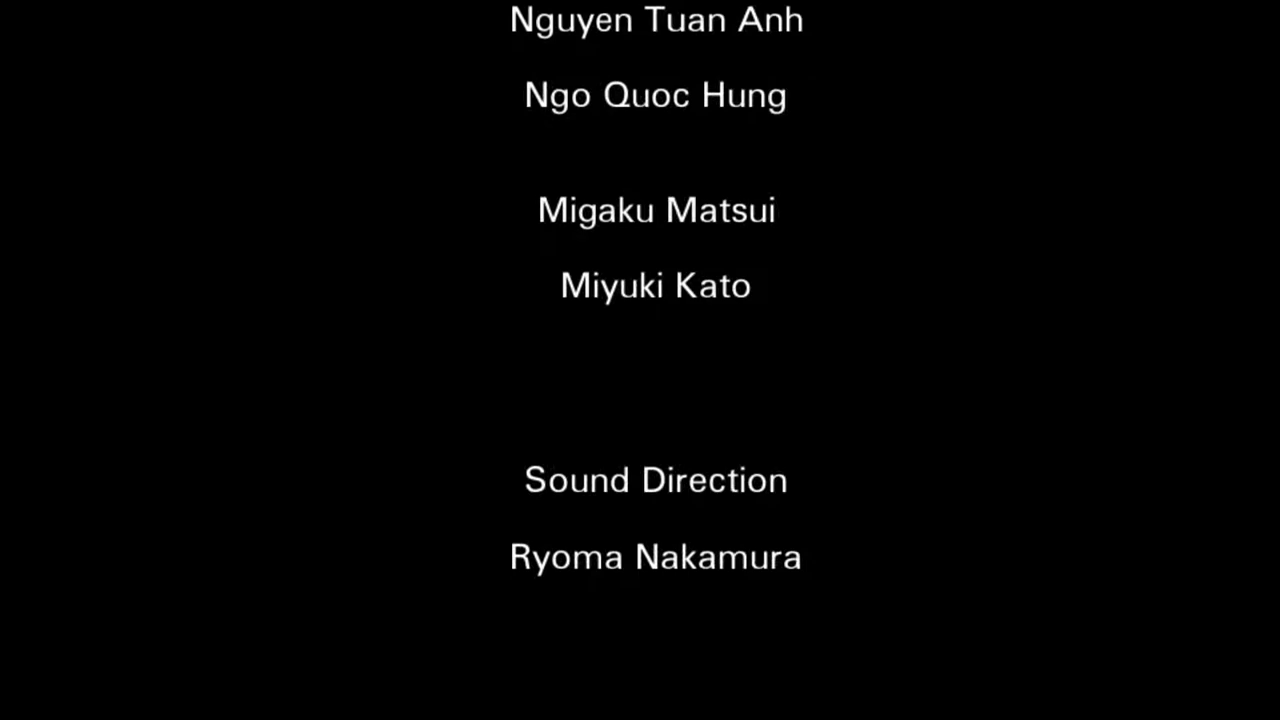 Nguyen Tuan Anh
Ngo Quoc Hung
Migaku Matsui
Miyuki Kato
Sound Direction
Ryoma Nakamura